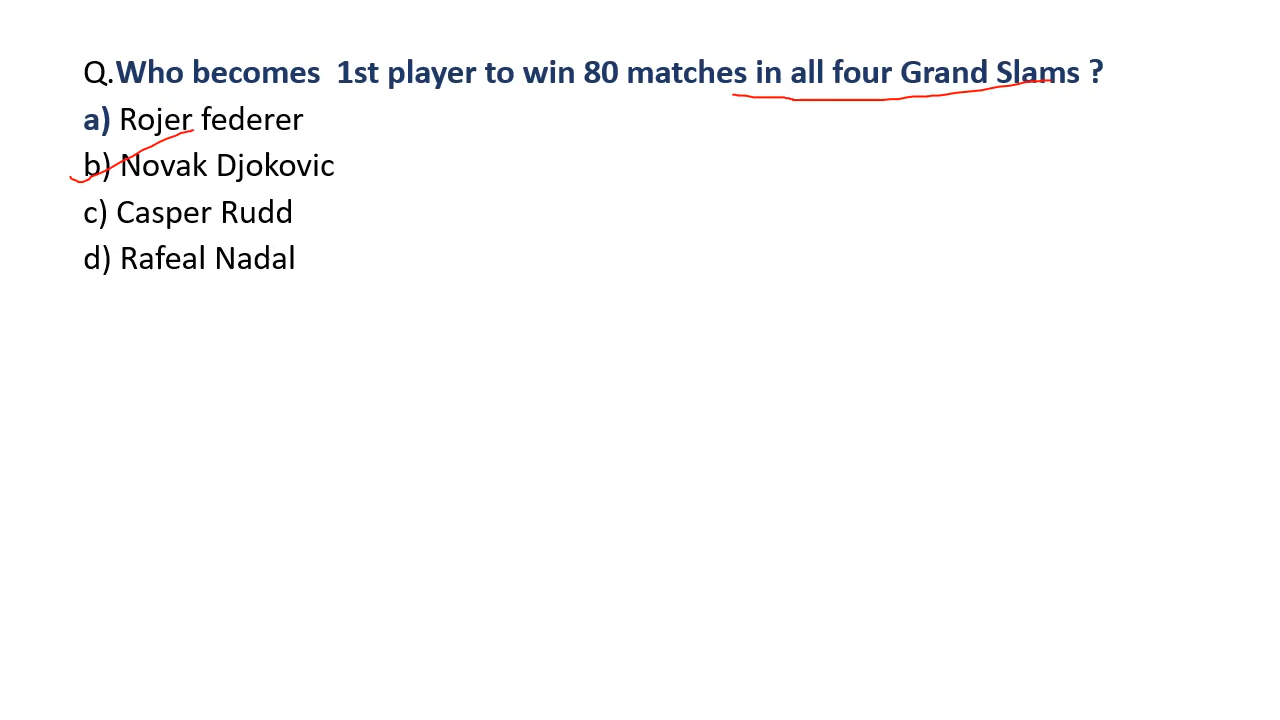 Q.Who becomes  1st player to win 80 matches in all four Grand Slams ?
a) Rojer federer
b) Novak Djokovic
c) Casper Rudd
d) Rafeal Nadal